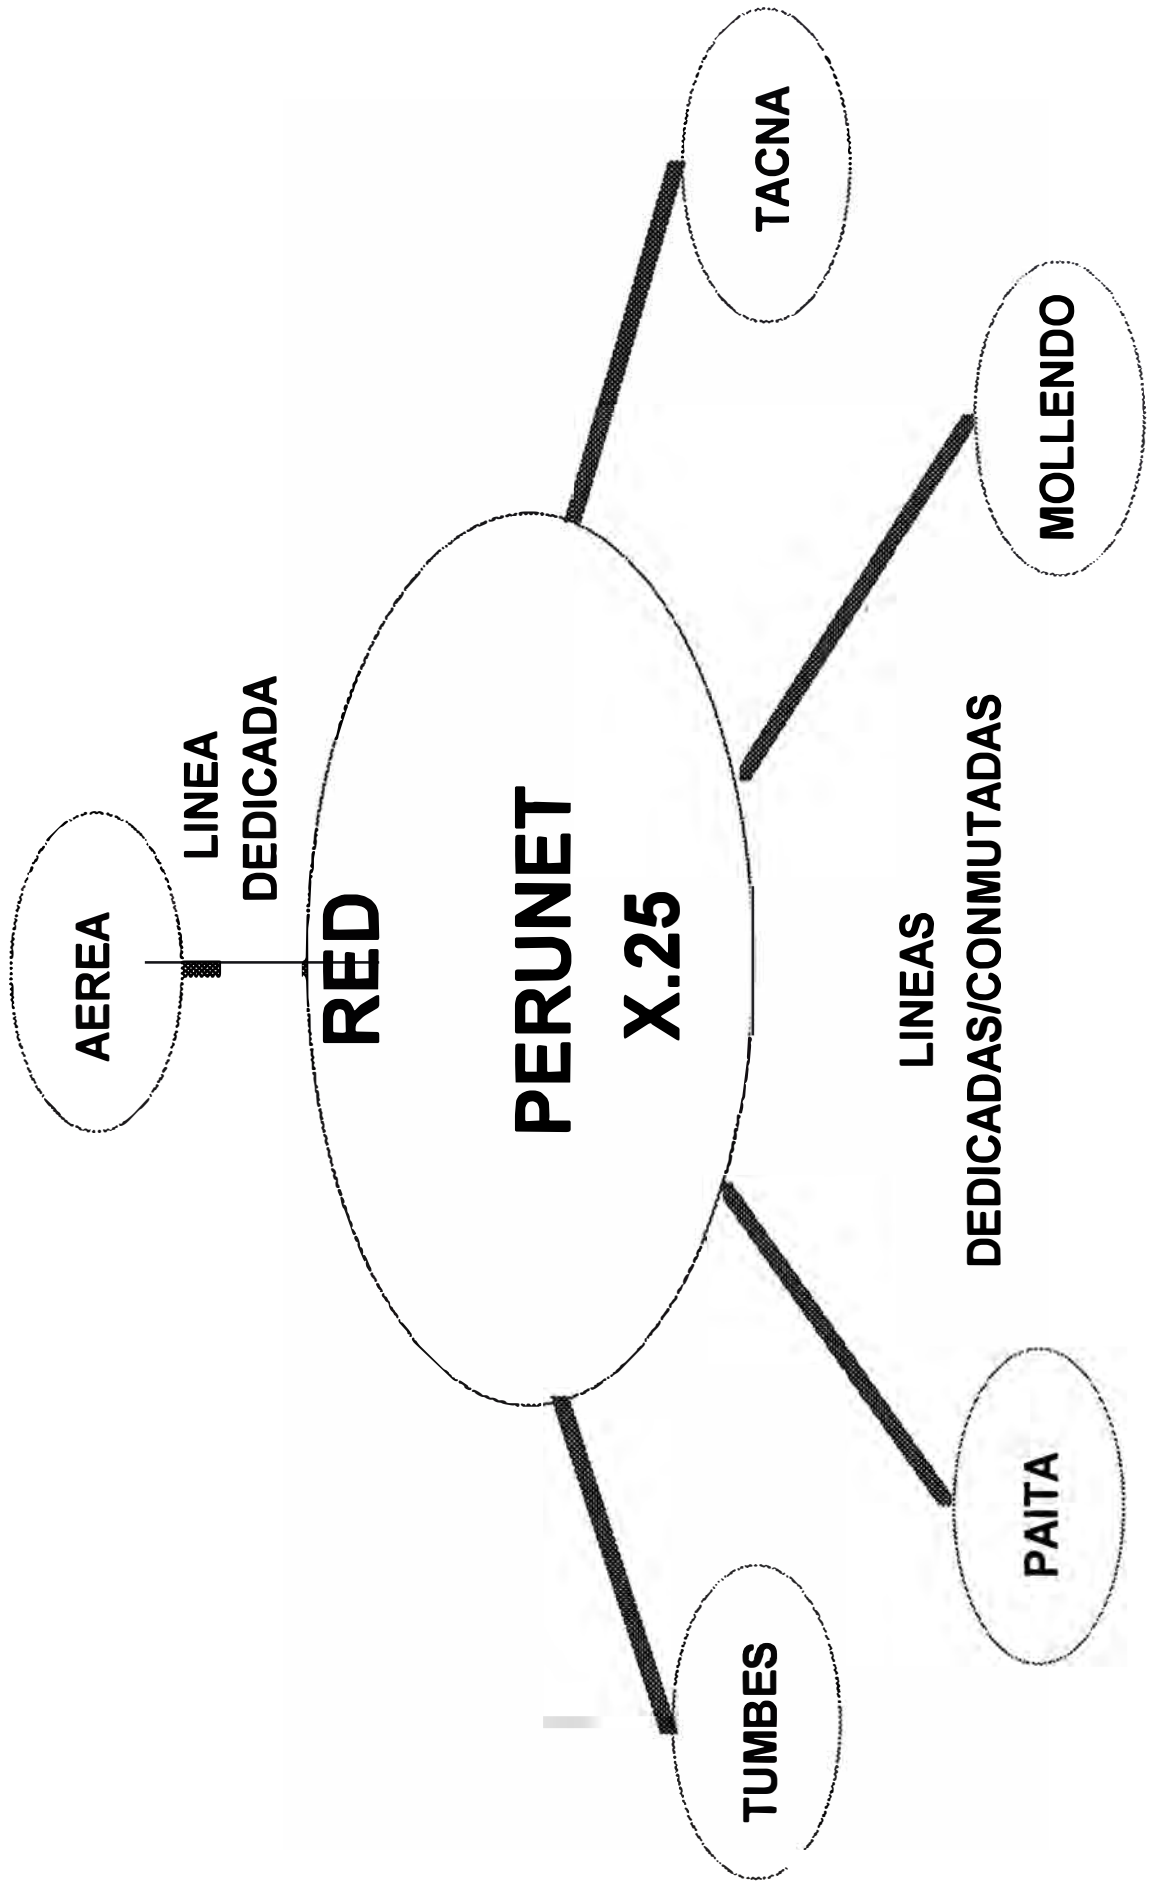 AEREA
LINEA
DEDICADA
RED
PERUNET
X.25
TUMBES
TACNA
PAITA
MOLLENDO
LINEAS
DEDICADAS/CONMUTADAS